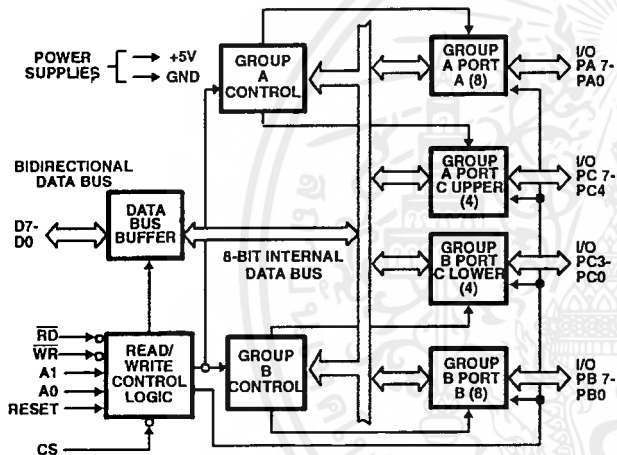 POWER
SUPPLIES
+5V
GND
GROUP
A
CONTROL
GROUP
A PORT
A (8)
I/O
PA 7-
PA0
GROUP
A PORT
C UPPER
(4)
I/O
PC 7-
PC4
BIDIRECTIONAL
DATA BUS
D7-
D0
DATA
BUS
BUFFER
8-BIT INTERNAL
DATA BUS
GROUP
B PORT
C LOWER
(4)
I/O
PC3-
PC0
RD
WR
A1
A0
RESET
CS
READ/
WRITE
CONTROL
LOGIC
GROUP
B
CONTROL
GROUP
B PORT
B (8)
I/O
PB 7-
PB0